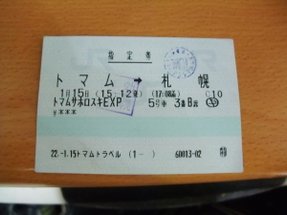 指定券
トマム → 札幌
1月15日 (15:12発) (17:08着) C10
トマムサホロスキEXP 5号車 3番B席
￥***
22.-1.15トマムトラベル (1- ) 60013-02